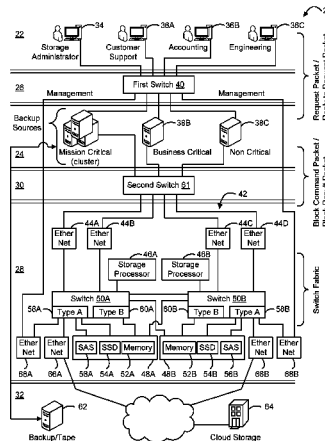 34
36A
36B
36C
22
Storage Administrator
Customer Support
Accounting
Engineering
26
Management
First Switch 40
Management
Backup Sources
38B
38C
24
Mission Critical (cluster)
Business Critical
Non Critical
30
Second Switch 61
42
44A
44B
44C
44D
Ether Net
Ether Net
Ether Net
Ether Net
46A
46B
Storage Processor
Storage Processor
28
Switch 50A
Switch 50B
58A
Type A
Type B
60A
60B
Type B
Type A
58B
Ether Net
Ether Net
SAS
SSD
Memory
Memory
SSD
SAS
Ether Net
Ether Net
66A
66A
56A
54A
52A
48A
48B
52B
54B
56B
68B
66B
32
62
64
Backup/Tape
Cloud Storage
Request Packet /
Block Command Packet /
Switch Fabric